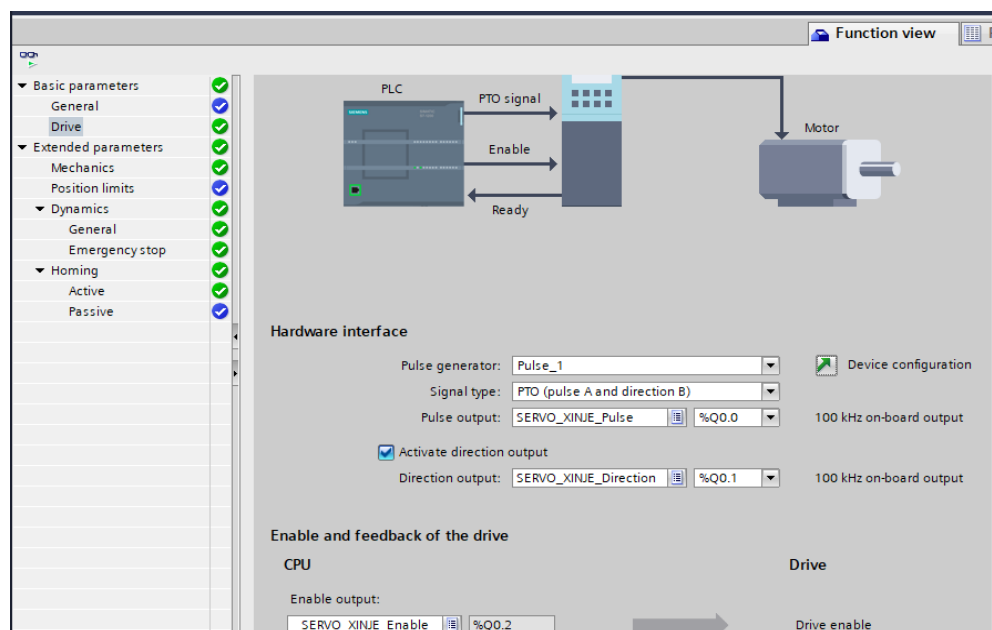 Function view
Basic parameters
General
Drive
Extended parameters
Mechanics
Position limits
Dynamics
General
Emergency stop
Homing
Active
Passive
PLC
PTO signal
Enable
Ready
Motor
SIEMENS
Hardware interface
Pulse generator: Pulse_1 Device configuration
Signal type: PTO (pulse A and direction B)
Pulse output: SERVO_XINJE_Pulse %Q0.0 100 kHz on-board output
Activate direction output
Direction output: SERVO_XINJE_Direction %Q0.1 100 kHz on-board output
Enable and feedback of the drive
CPU Drive
Enable output:
SERVO_XINJE_Enable %Q0.2 Drive enable